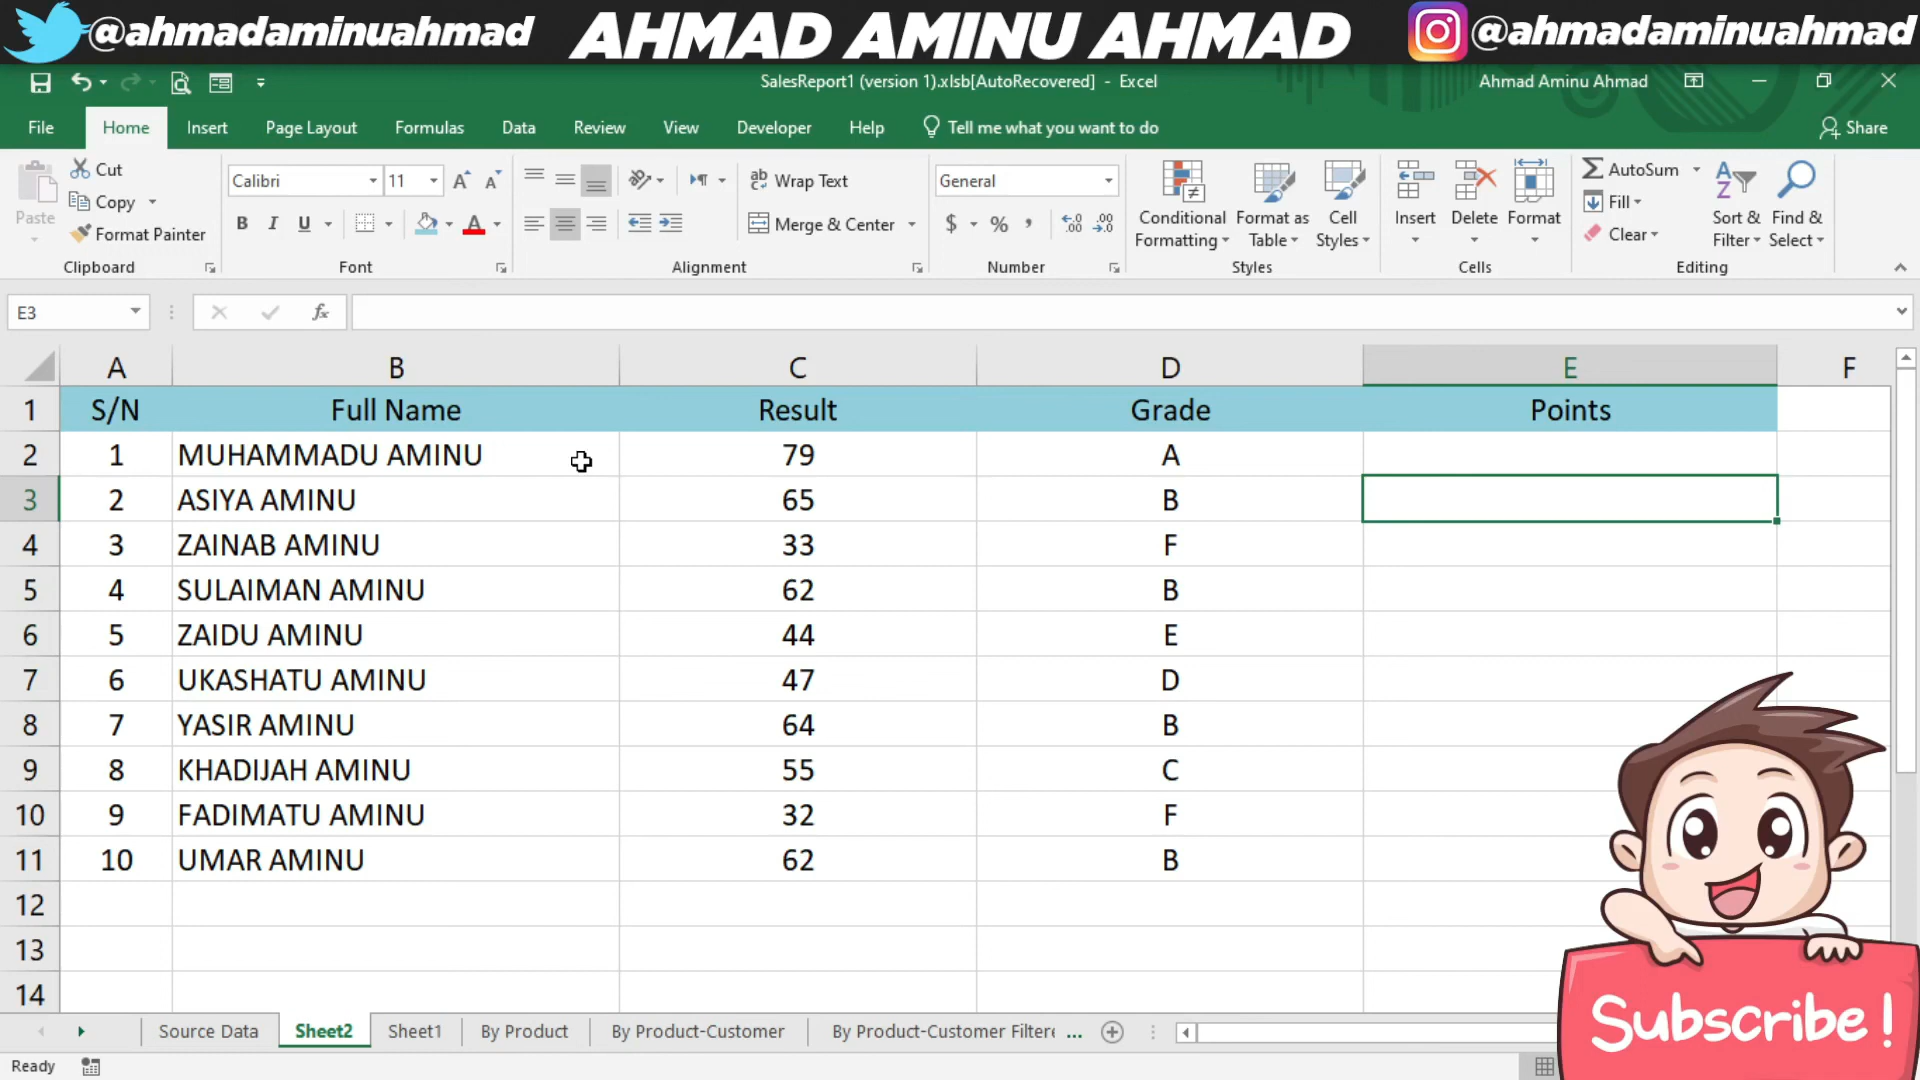 @ahmadaminuahmad AHMAD AMINU AHMAD @ahmadaminuahmad
SalesReport1 (version 1).xlsb[AutoRecovered] - Excel Ahmad Aminu Ahmad
File Home Insert Page Layout Formulas Data Review View Developer Help Tell me what you want to do Share
Paste
Cut
Copy
Format Painter
Clipboard
Calibri 11
B I U
Font
Wrap Text
Merge & Center
Alignment
General
$ % ,
Number
Conditional Formatting
Format as Table
Cell Styles
Styles
Insert Delete Format
Cells
AutoSum
Fill
Clear
Sort & Filter
Find & Select
Editing
E3 fx
A B C D E F
1 S/N Full Name Result Grade Points
2 1 MUHAMMADU AMINU 79 A
3 2 ASIYA AMINU 65 B
4 3 ZAINAB AMINU 33 F
5 4 SULAIMAN AMINU 62 B
6 5 ZAIDU AMINU 44 E
7 6 UKASHATU AMINU 47 D
8 7 YASIR AMINU 64 B
9 8 KHADIJAH AMINU 55 C
10 9 FADIMATU AMINU 32 F
11 10 UMAR AMINU 62 B
12
13
14
Source Data Sheet2 Sheet1 By Product By Product-Customer By Product-Customer Filtere ...
Subscribe!
Ready